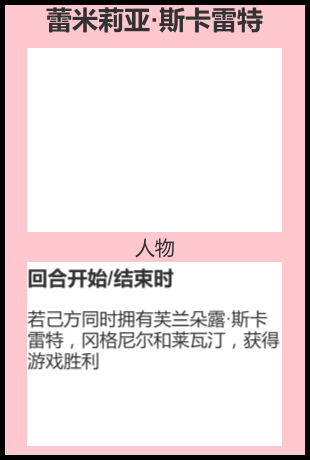 蕾米莉亚·斯卡雷特
人物
回合开始/结束时
若己方同时拥有芙兰朵露·斯卡
雷特，冈格尼尔和莱瓦汀，获得
游戏胜利